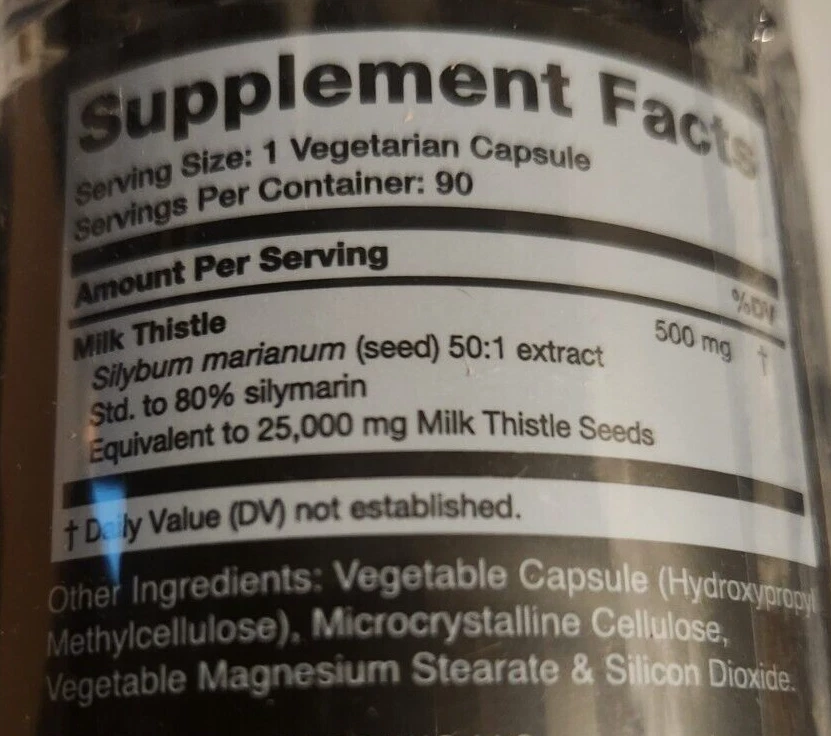 Supplement Facts
Serving Size: 1 Vegetarian Capsule
Servings Per Container: 90
Amount Per Serving
%DV
Milk Thistle 500 mg †
Silybum marianum (seed) 50:1 extract
Std. to 80% silymarin
Equivalent to 25,000 mg Milk Thistle Seeds
† Daily Value (DV) not established.
Other Ingredients: Vegetable Capsule (Hydroxypropyl
Methylcellulose), Microcrystalline Cellulose,
Vegetable Magnesium Stearate & Silicon Dioxide.